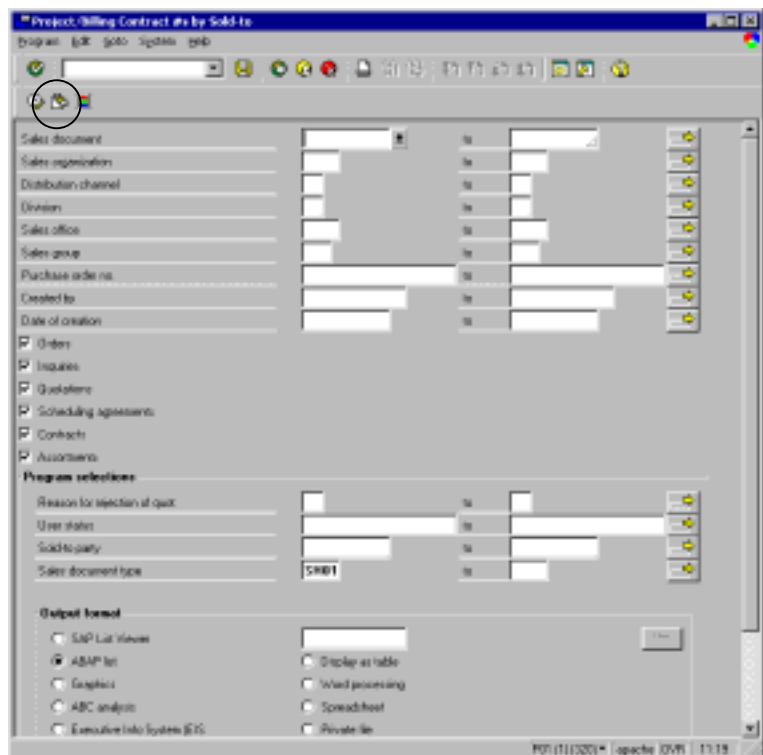 Project/Billing Contract #s by Sold-to
Program Edit Goto System Help
Sales document to
Sales organization to
Distribution channel to
Division to
Sales office to
Sales group to
Purchase order no. to
Created by to
Date of creation to
Orders
Inquiries
Quotations
Scheduling agreements
Contracts
Assortments
Program selections
Reason for rejection of quot. to
User status to
Sold-to party to
Sales document type to
Output format
SAP List Viewer
ABAP list Display as table
Graphics Word processing
ABC analysis Spreadsheet
Executive Info System (EIS Private file
apache OVR 11:19